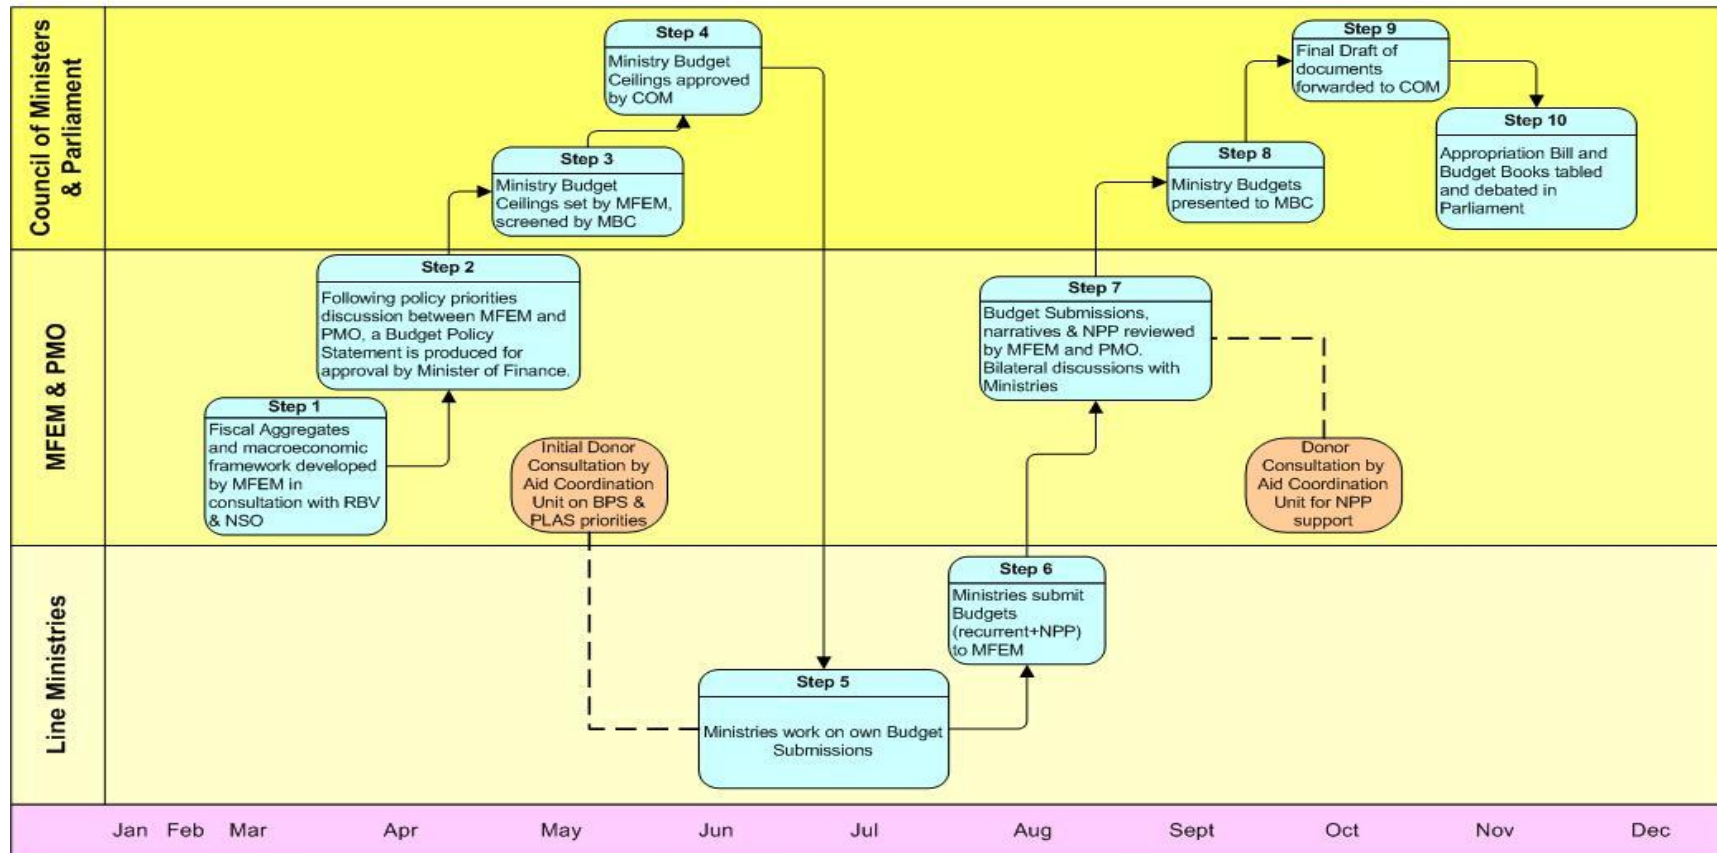 Council of Ministers
& Parliament
Step 4
Ministry Budget
Ceilings approved
by COM
Step 3
Ministry Budget
Ceilings set by MFEM,
screened by MBC
Step 9
Final Draft of
documents
forwarded to COM
Step 8
Ministry Budgets
presented to MBC
Step 10
Appropriation Bill and
Budget Books tabled
and debated in
Parliament
MFEM & PMO
Step 2
Following policy priorities
discussion between MFEM and
PMO, a Budget Policy
Statement is produced for
approval by Minister of Finance.
Step 1
Fiscal Aggregates
and macroeconomic
framework developed
by MFEM in
consultation with RBV
& NSO
Initial Donor
Consultation by
Aid Coordination
Unit on BPS &
PLAS priorities
Step 7
Budget Submissions,
narratives & NPP reviewed
by MFEM and PMO.
Bilateral discussions with
Ministries
Donor
Consultation by
Aid Coordination
Unit for NPP
support
Line Ministries
Step 6
Ministries submit
Budgets
(recurrent+NPP)
to MFEM
Step 5
Ministries work on own Budget
Submissions
Jan Feb Mar Apr May Jun Jul Aug Sept Oct Nov Dec